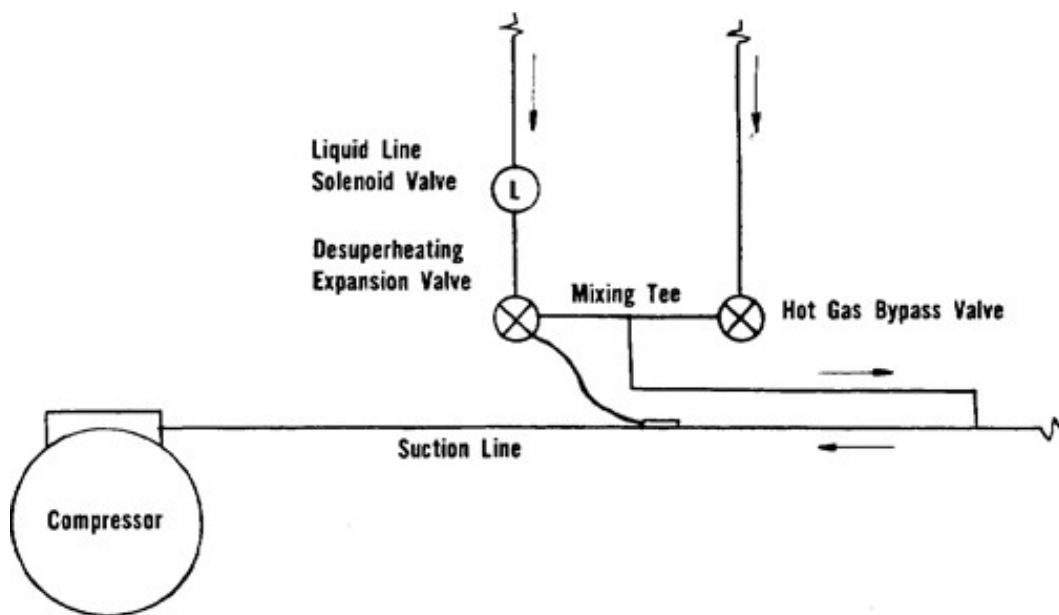 Liquid Line
Solenoid Valve
L
Desuperheating
Expansion Valve
Mixing Tee
Hot Gas Bypass Valve
Suction Line
Compressor